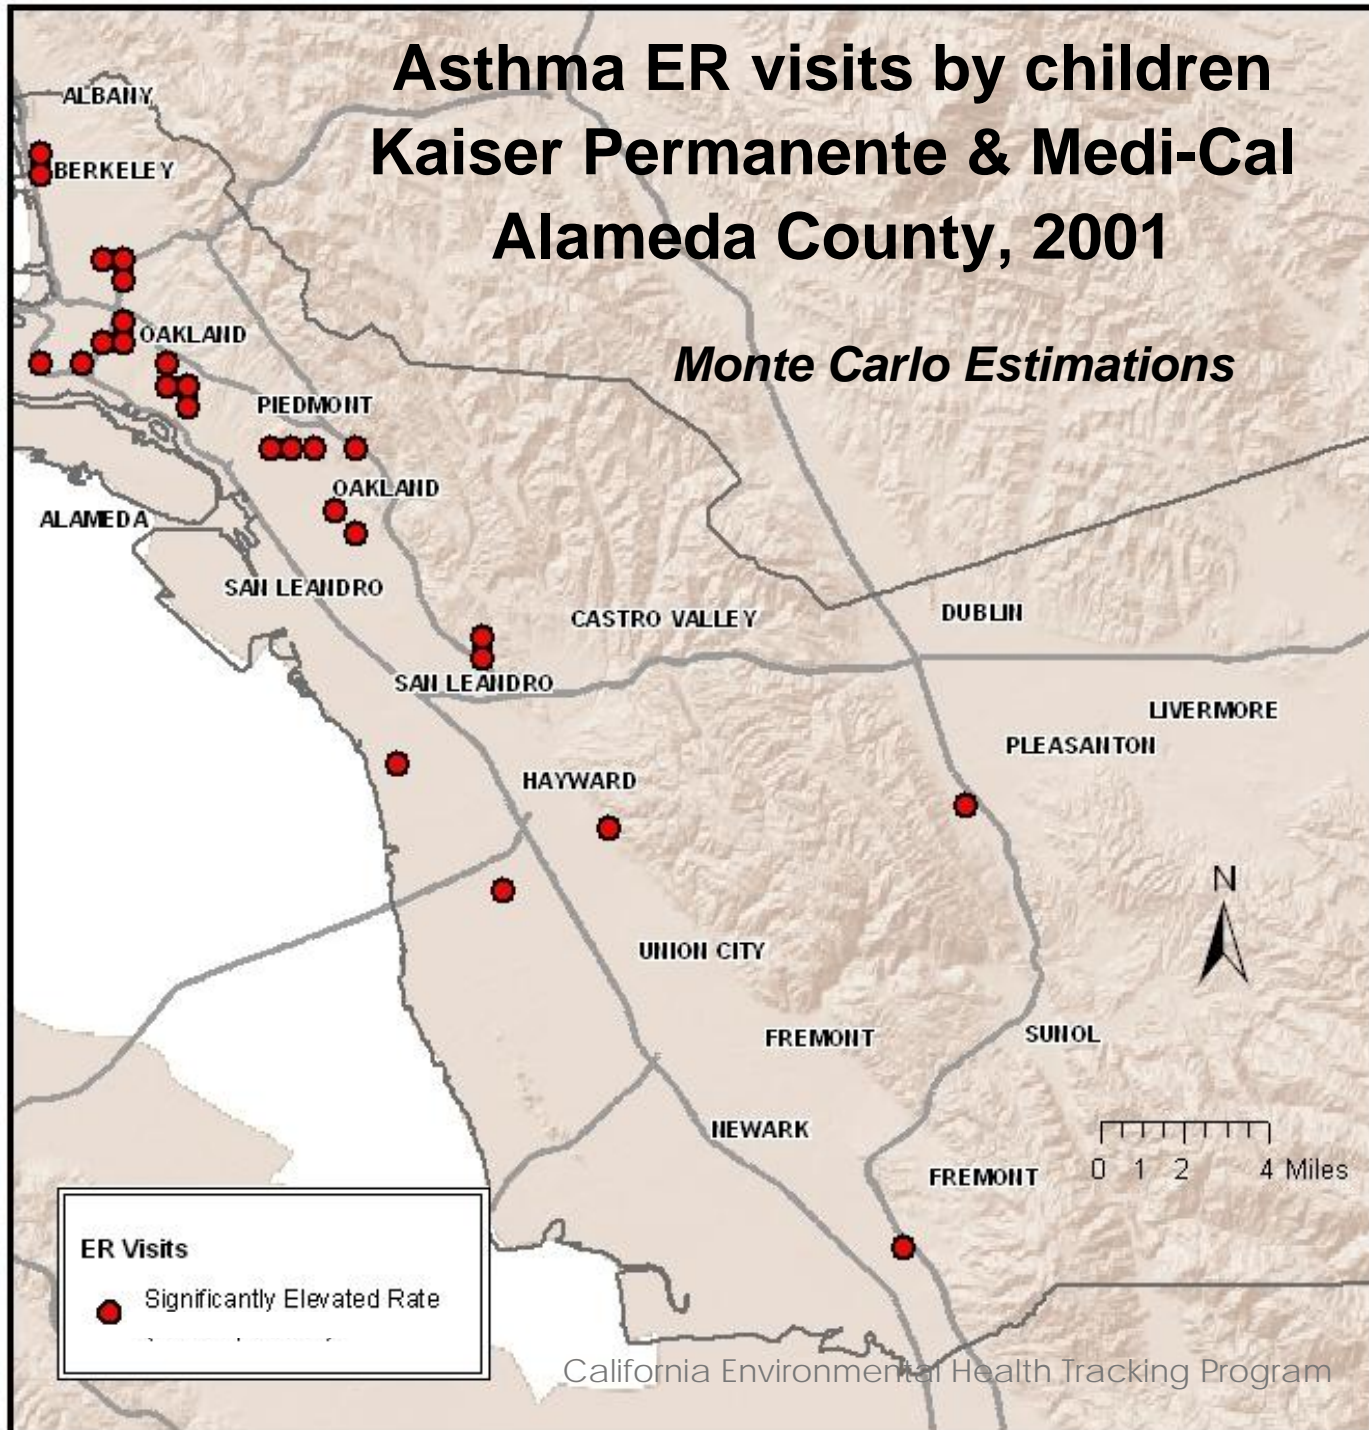 Asthma ER visits by children
Kaiser Permanente & Medi-Cal
Alameda County, 2001
Monte Carlo Estimations
ALBANY
BERKELEY
OAKLAND
PIEDMONT
OAKLAND
ALAMEDA
SAN LEANDRO
CASTRO VALLEY
DUBLIN
SAN LEANDRO
LIVERMORE
PLEASANTON
HAYWARD
N
UNION CITY
FREMONT
SUNOL
NEWARK
FREMONT
0 1 2 4 Miles
ER Visits
Significantly Elevated Rate
California Environmental Health Tracking Program